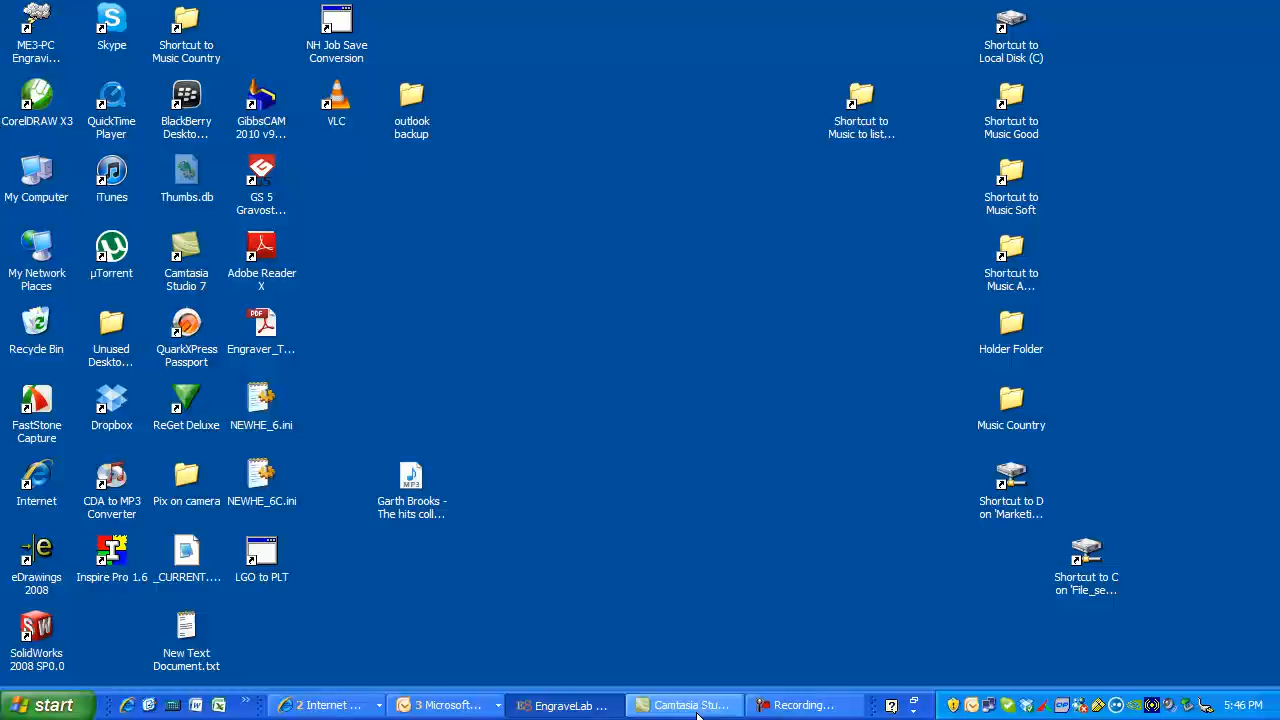 ME3-PC
Engravi...
Skype
Shortcut to
Music Country
NH Job Save
Conversion
Shortcut to
Local Disk (C)
CorelDRAW X3
QuickTime
Player
BlackBerry
Deskto...
GibbsCAM
2010 v9...
VLC
outlook
backup
Shortcut to
Music to list...
Shortcut to
Music Good
My Computer
iTunes
Thumbs.db
GS 5
Gravost...
Shortcut to
Music Soft
My Network
Places
µTorrent
Camtasia
Studio 7
Adobe Reader
X
Shortcut to
Music A...
Recycle Bin
Unused
Deskto...
QuarkXPress
Passport
PDF
Engraver_T...
Holder Folder
FastStone
Capture
Dropbox
ReGet Deluxe
NEWHE_6.ini
Music Country
Internet
CDA to MP3
Converter
Pix on camera
NEWHE_6C.ini
MP3
Garth Brooks -
The hits coll...
Shortcut to D
on 'Marketi...
eDrawings
2008
Inspire Pro 1.6
_CURRENT....
LGO to PLT
Shortcut to C
on 'File_se...
SolidWorks
2008 SP0.0
New Text
Document.txt
start
2 Internet ...
3 Microsoft...
EngraveLab ...
Camtasia Stu...
Recording...
5:46 PM